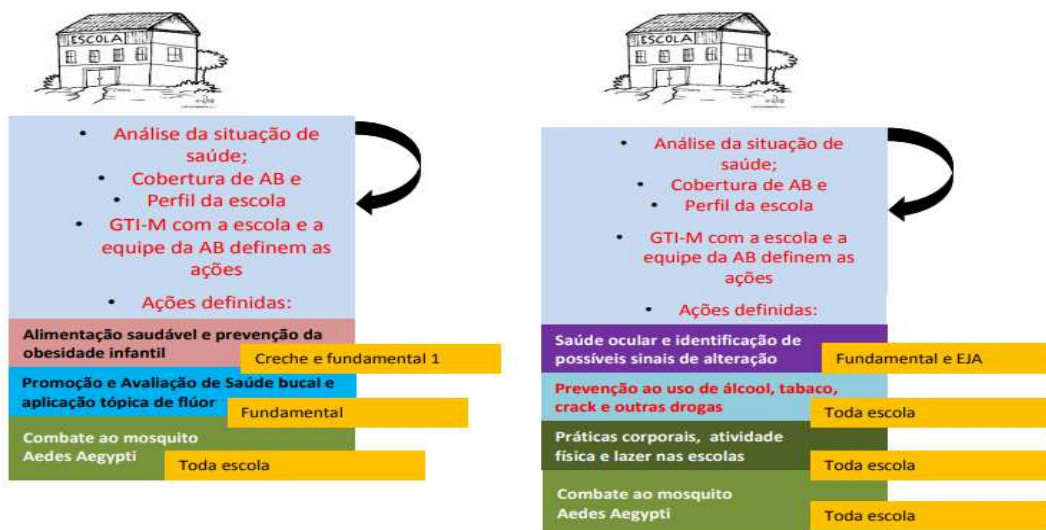 ESCOLA
• Análise da situação de
saúde;
• Cobertura de AB e
• Perfil da escola
• GTI-M com a escola e a
equipe da AB definem as
ações
• Ações definidas:
Alimentação saudável e prevenção da
obesidade infantil
Creche e fundamental 1
Promoção e Avaliação de Saúde bucal e
aplicação tópica de flúor
Fundamental
Combate ao mosquito
Aedes Aegypti
Toda escola
ESCOLA
• Análise da situação de
saúde;
• Cobertura de AB e
• Perfil da escola
• GTI-M com a escola e a
equipe da AB definem as
ações
• Ações definidas:
Saúde ocular e identificação de
possíveis sinais de alteração
Fundamental e EJA
Prevenção ao uso de álcool, tabaco,
crack e outras drogas
Toda escola
Práticas corporais, atividade
física e lazer nas escolas
Toda escola
Combate ao mosquito
Aedes Aegypti
Toda escola